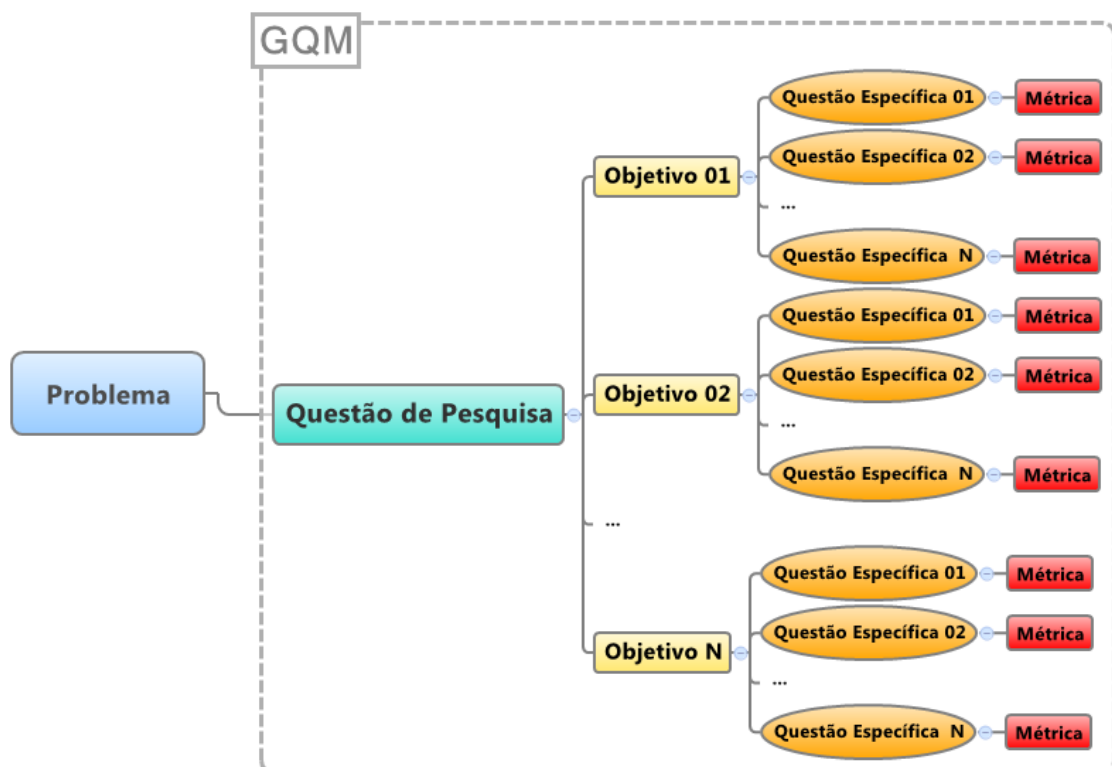 GQM
Problema
Questão de Pesquisa
Objetivo 01
Questão Específica 01
Métrica
Questão Específica 02
Métrica
...
Questão Específica N
Métrica
Objetivo 02
Questão Específica 01
Métrica
Questão Específica 02
Métrica
...
Questão Específica N
Métrica
...
Objetivo N
Questão Específica 01
Métrica
Questão Específica 02
Métrica
...
Questão Específica N
Métrica